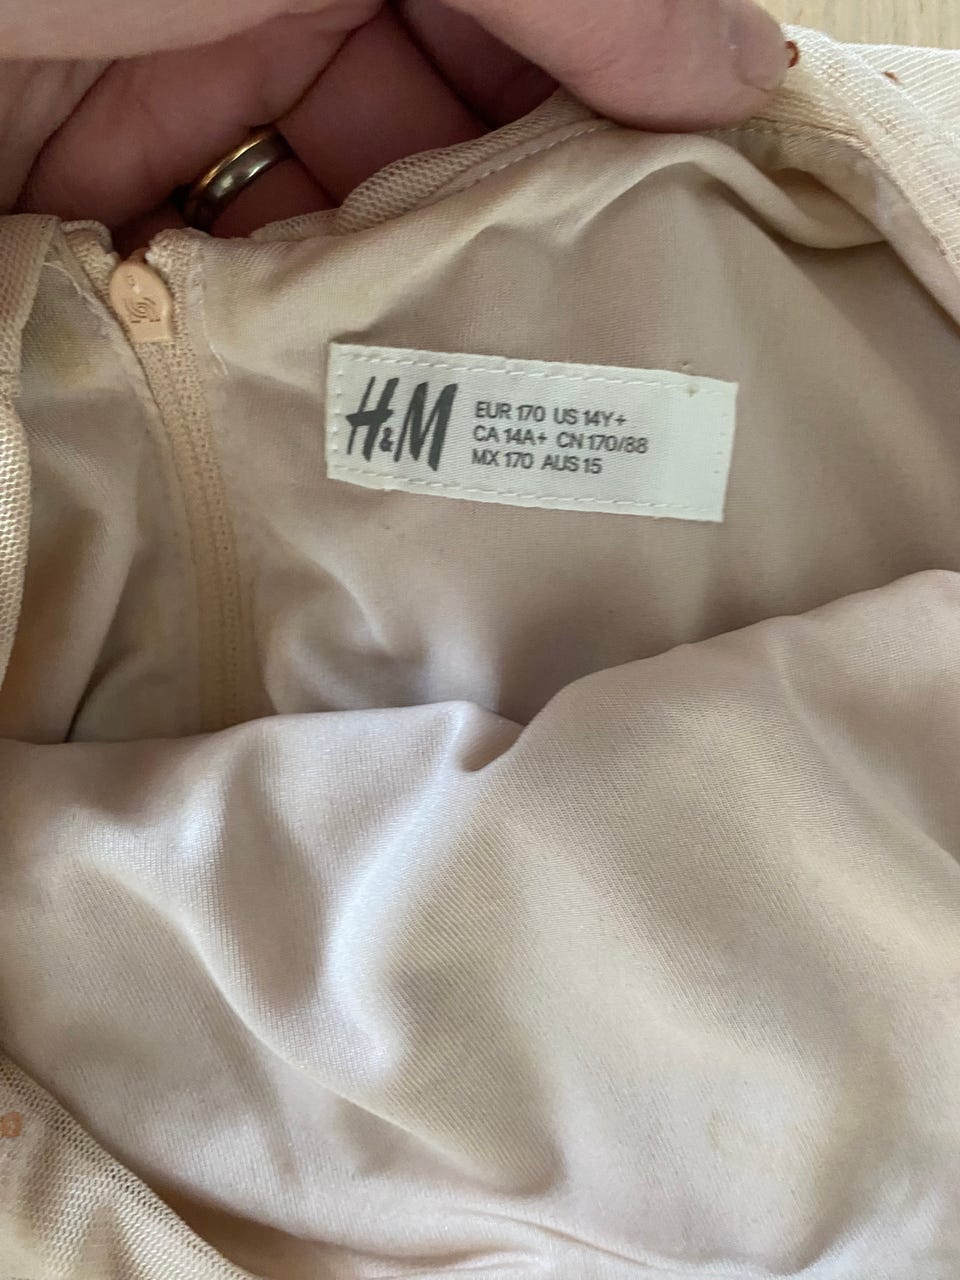 H&M
EUR 170 US 14Y+
CA 14A+ CN 170/88
MX 170 AUS 15